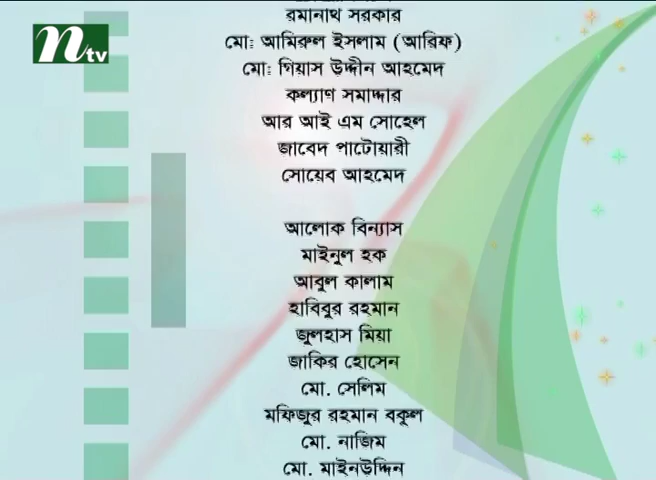 ntv
রমানাথ সরকার
মো: আমিরুল ইসলাম (আরিফ)
মো: গিয়াস উদ্দীন আহমেদ
কল্যাণ সমাদ্দার
আর আই এম সোহেল
জাবেদ পাটোয়ারী
সোয়েব আহমেদ
আলোক বিন্যাস
মাইনুল হক
আবুল কালাম
হাবিবুর রহমান
জুলহাস মিয়া
জাকির হোসেন
মো. সেলিম
মফিজুর রহমান বকুল
মো. নাজিম
মো. মাইনউদ্দিন